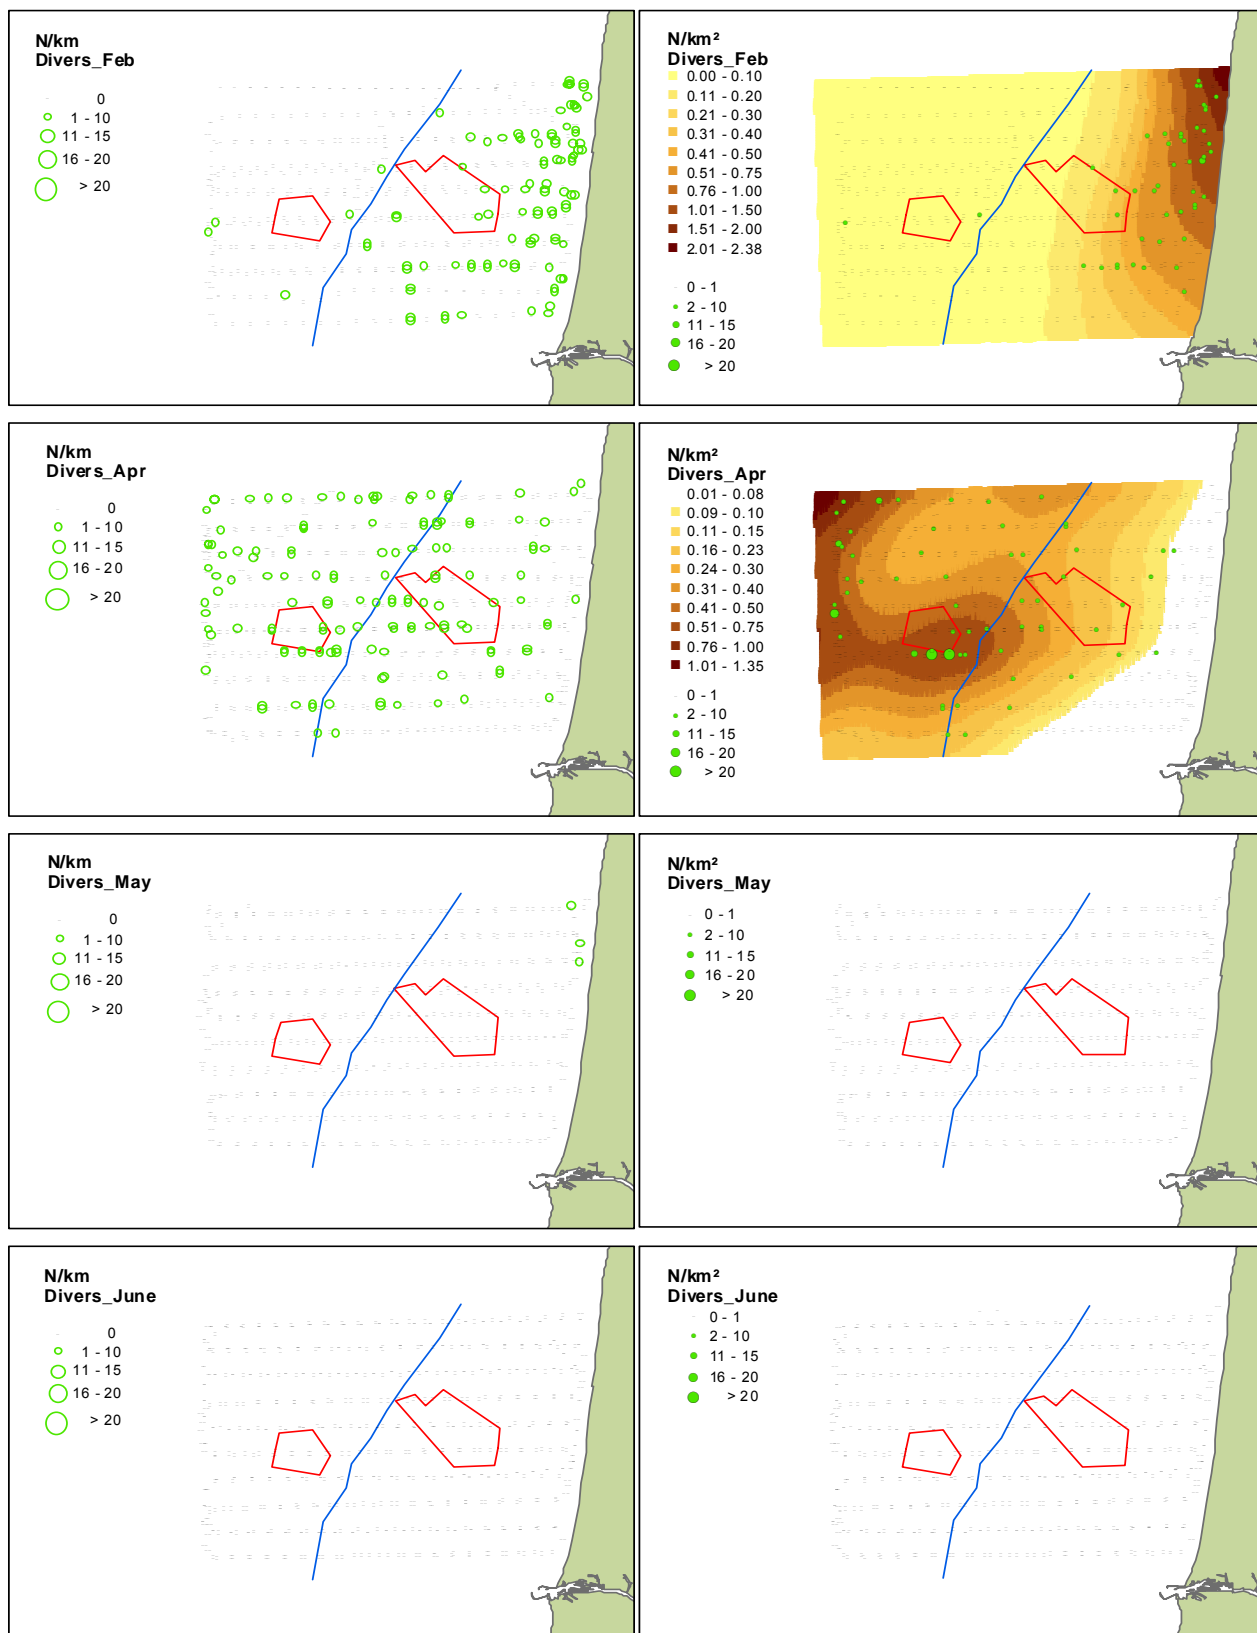 N/km
Divers_Feb
0
1 - 10
11 - 15
16 - 20
> 20
N/km²
Divers_Feb
0.00 - 0.10
0.11 - 0.20
0.21 - 0.30
0.31 - 0.40
0.41 - 0.50
0.51 - 0.75
0.76 - 1.00
1.01 - 1.50
1.51 - 2.00
2.01 - 2.38
0 - 1
2 - 10
11 - 15
16 - 20
> 20
N/km
Divers_Apr
0
1 - 10
11 - 15
16 - 20
> 20
N/km²
Divers_Apr
0.01 - 0.08
0.09 - 0.10
0.11 - 0.15
0.16 - 0.23
0.24 - 0.30
0.31 - 0.40
0.41 - 0.50
0.51 - 0.75
0.76 - 1.00
1.01 - 1.35
0 - 1
2 - 10
11 - 15
16 - 20
> 20
N/km
Divers_May
0
1 - 10
11 - 15
16 - 20
> 20
N/km²
Divers_May
0 - 1
2 - 10
11 - 15
16 - 20
> 20
N/km
Divers_June
0
1 - 10
11 - 15
16 - 20
> 20
N/km²
Divers_June
0 - 1
2 - 10
11 - 15
16 - 20
> 20